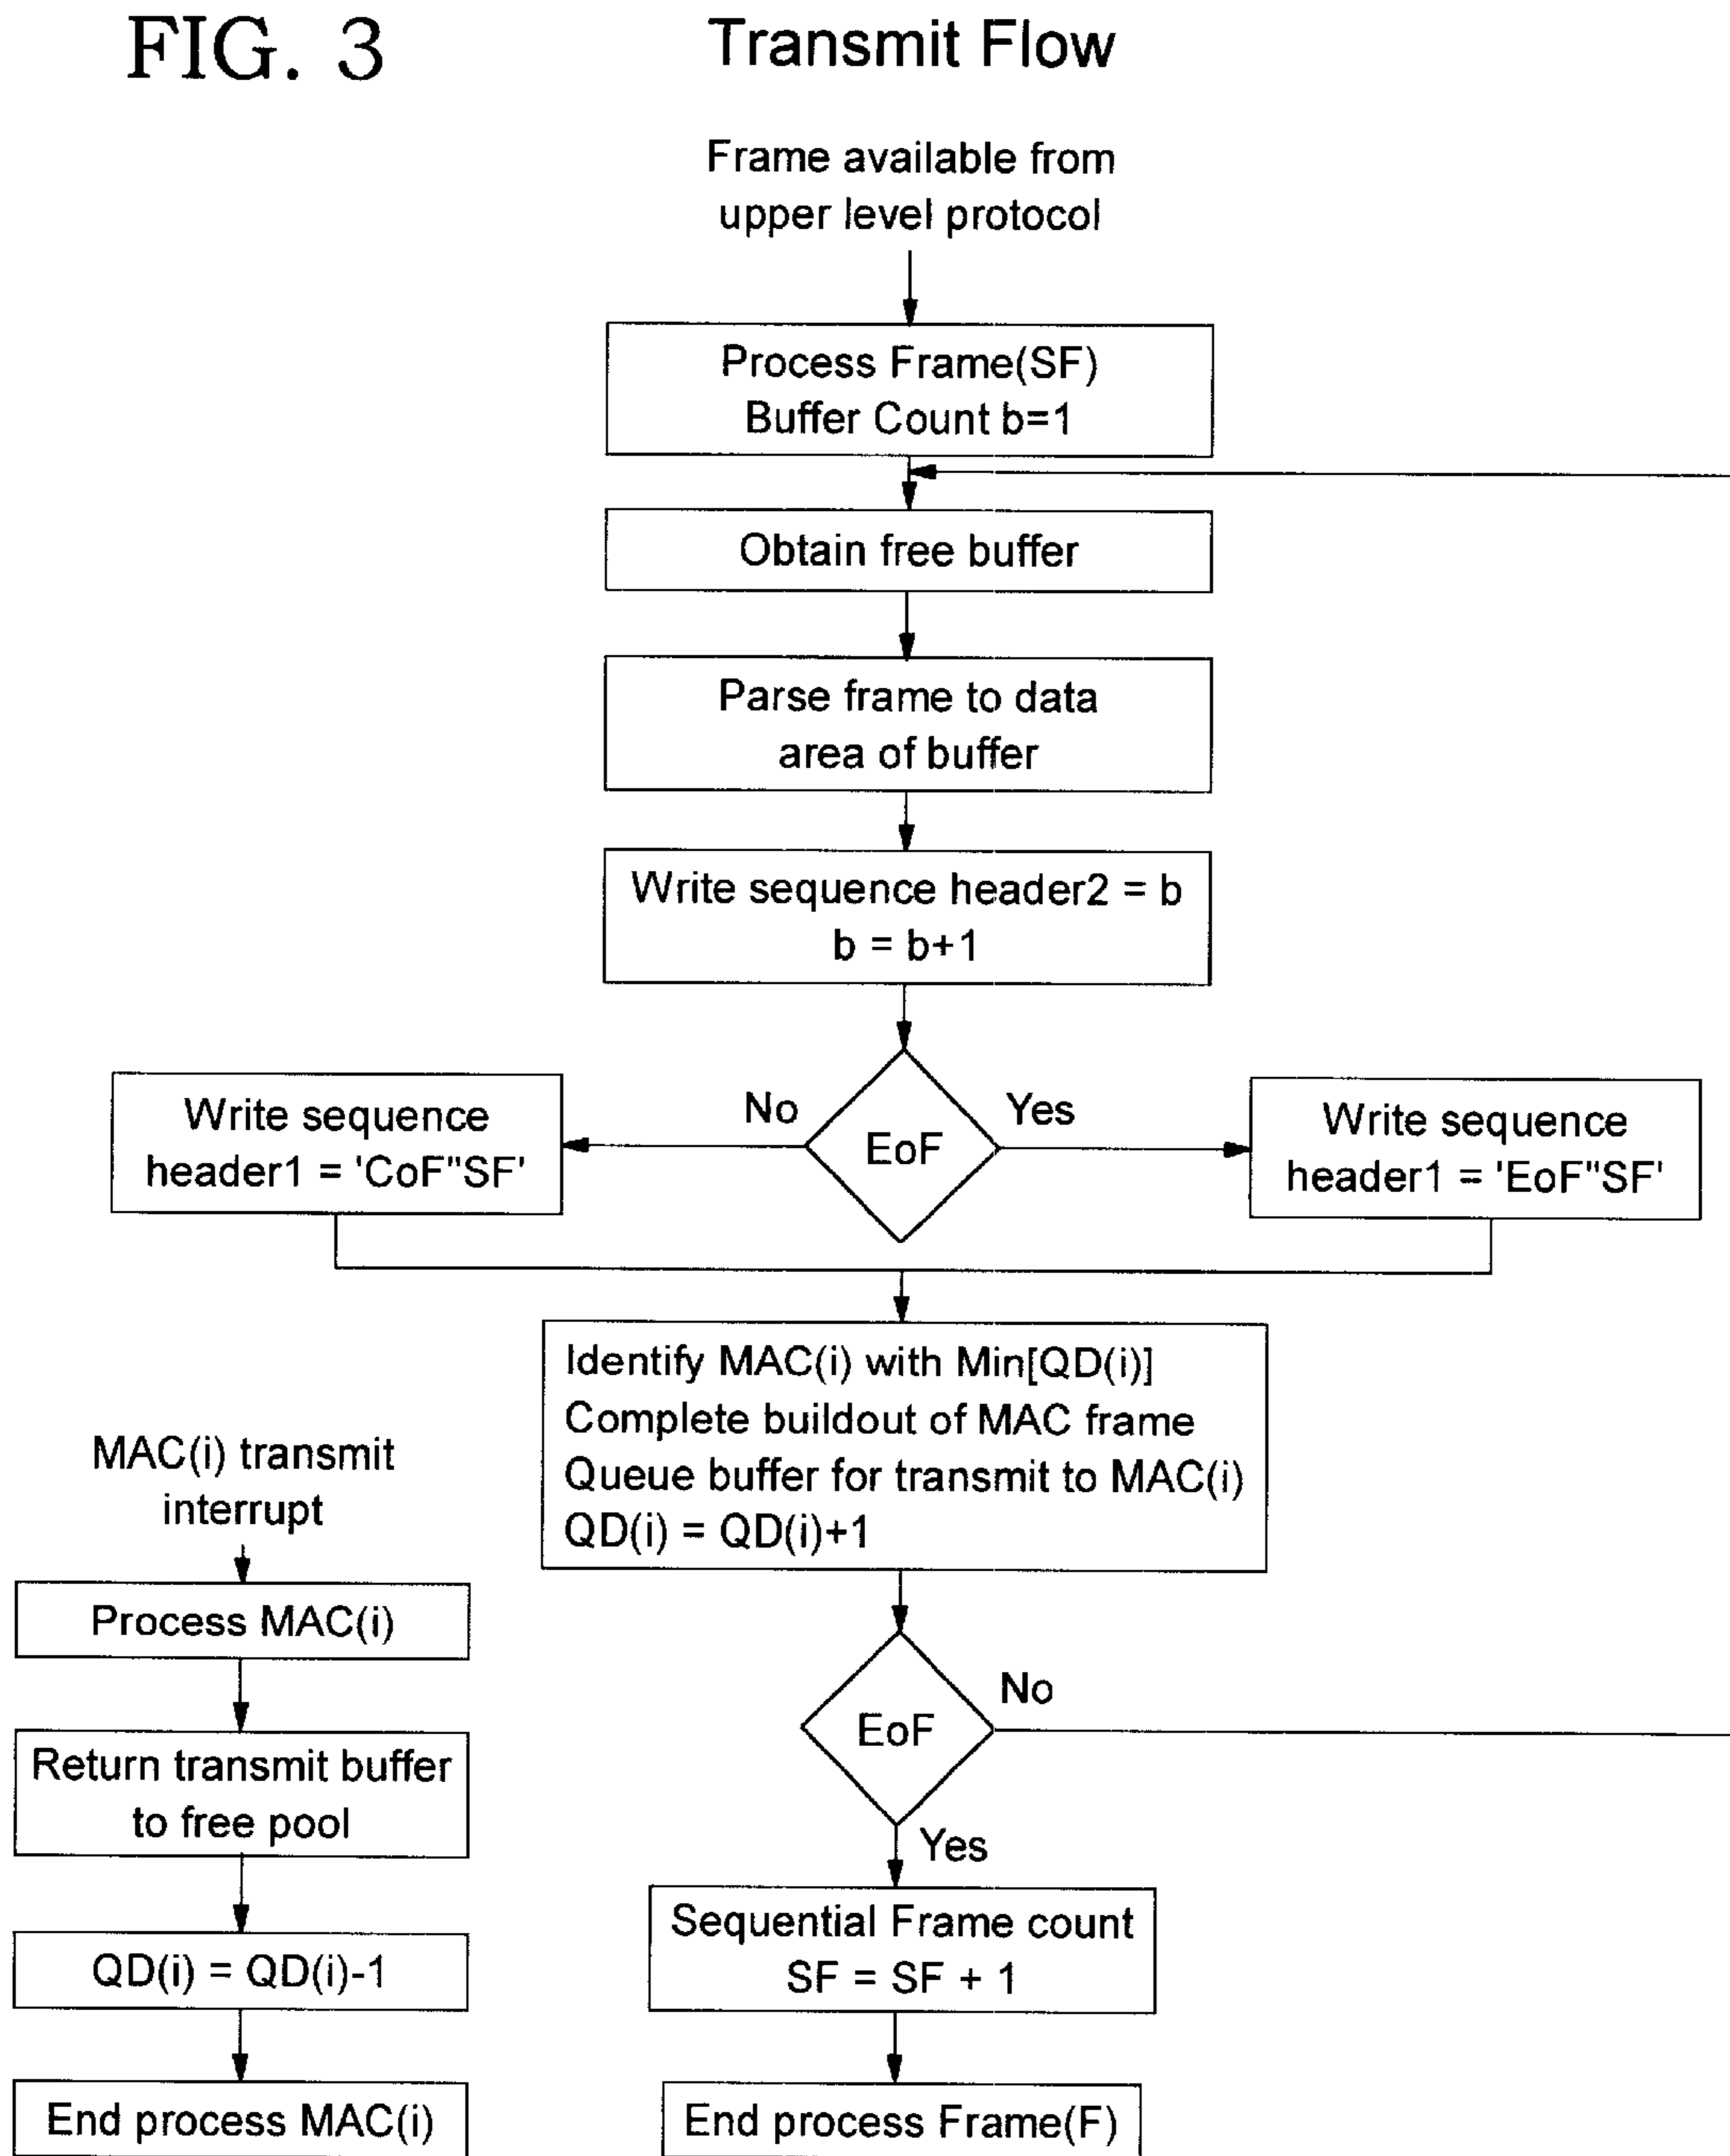 FIG. 3
Transmit Flow
Frame available from
upper level protocol
Process Frame(SF)
Buffer Count b=1
Obtain free buffer
Parse frame to data
area of buffer
Write sequence header2 = b
b = b+1
EoF
No
Yes
Write sequence
header1 = 'CoF"SF'
Write sequence
header1 = 'EoF"SF'
Identify MAC(i) with Min[QD(i)]
Complete buildout of MAC frame
Queue buffer for transmit to MAC(i)
QD(i) = QD(i)+1
EoF
No
Yes
Sequential Frame count
SF = SF + 1
End process Frame(F)
MAC(i) transmit
interrupt
Process MAC(i)
Return transmit buffer
to free pool
QD(i) = QD(i)-1
End process MAC(i)